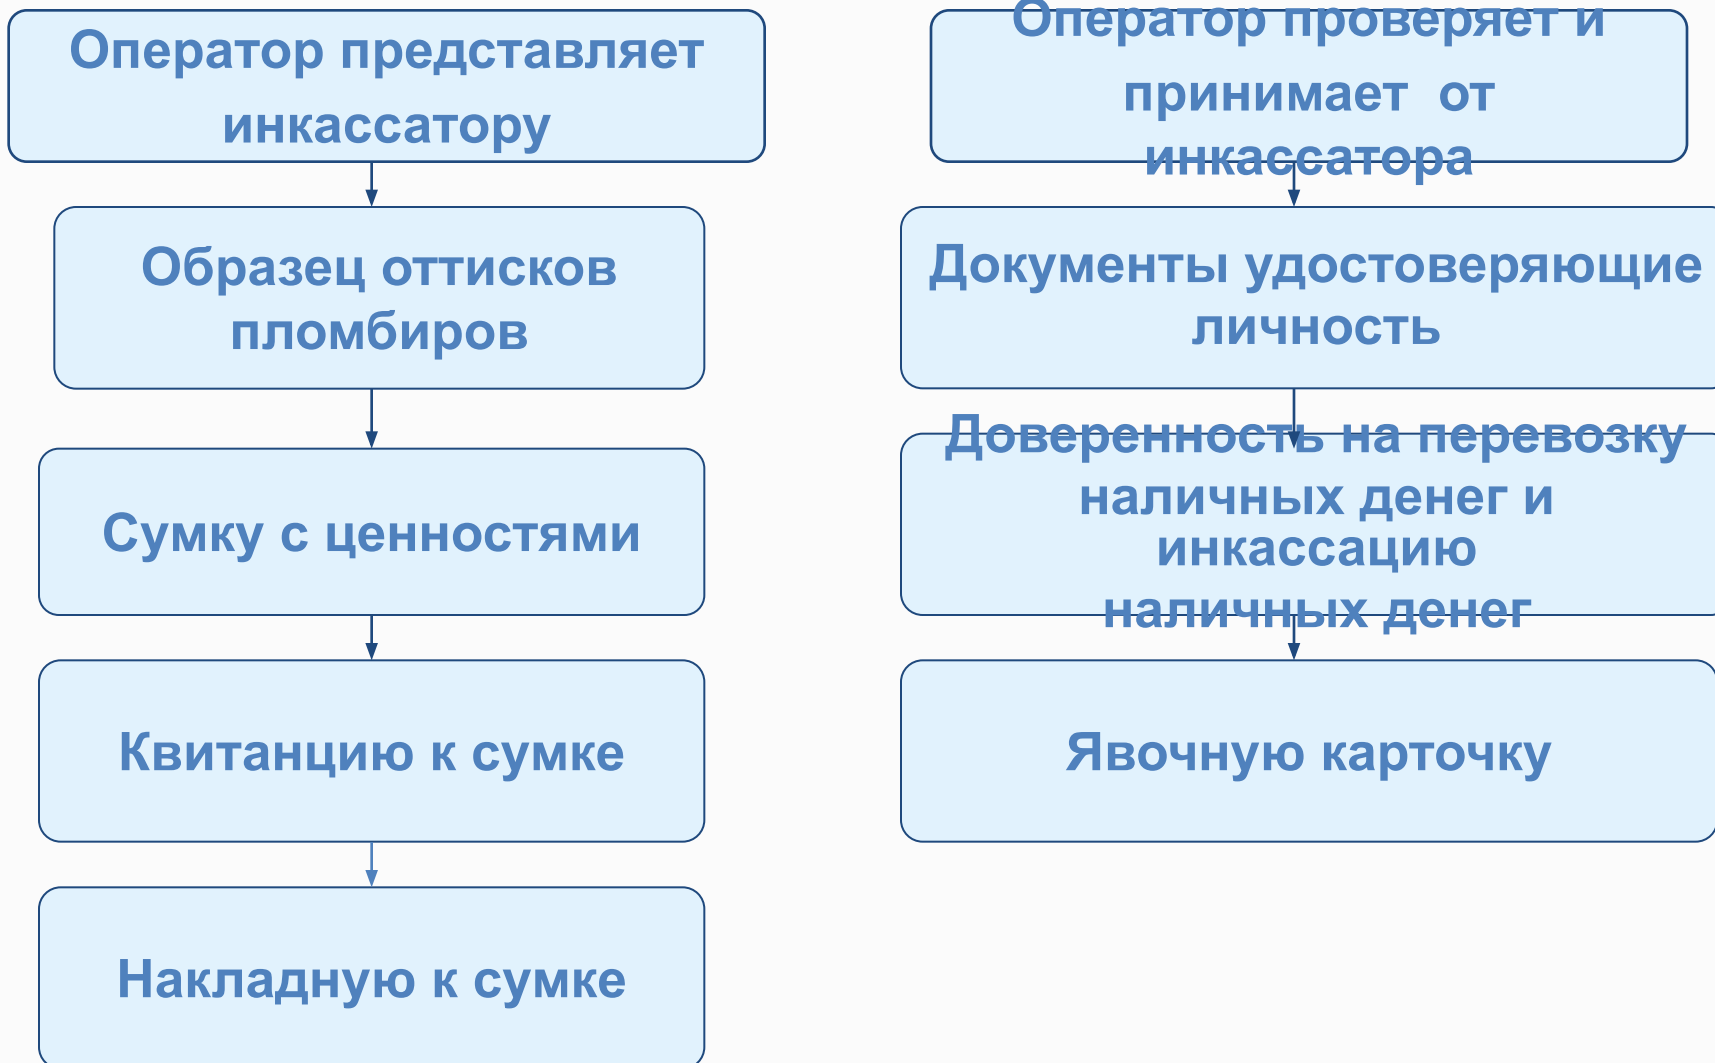 Оператор представляет
инкассатору
Образец оттисков
пломбиров
Сумку с ценностями
Квитанцию к сумке
Накладную к сумке
Оператор проверяет и
принимает от
инкассатора
Документы удостоверяющие
личность
Доверенность на перевозку
наличных денег и
инкассацию
наличных денег
Явочную карточку